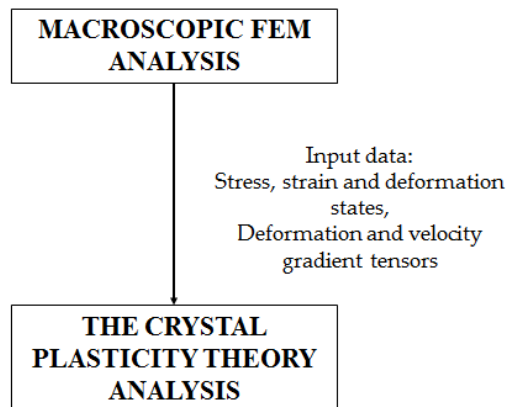 MACROSCOPIC FEM
ANALYSIS
Input data:
Stress, strain and deformation
states,
Deformation and velocity
gradient tensors
THE CRYSTAL
PLASTICITY THEORY
ANALYSIS